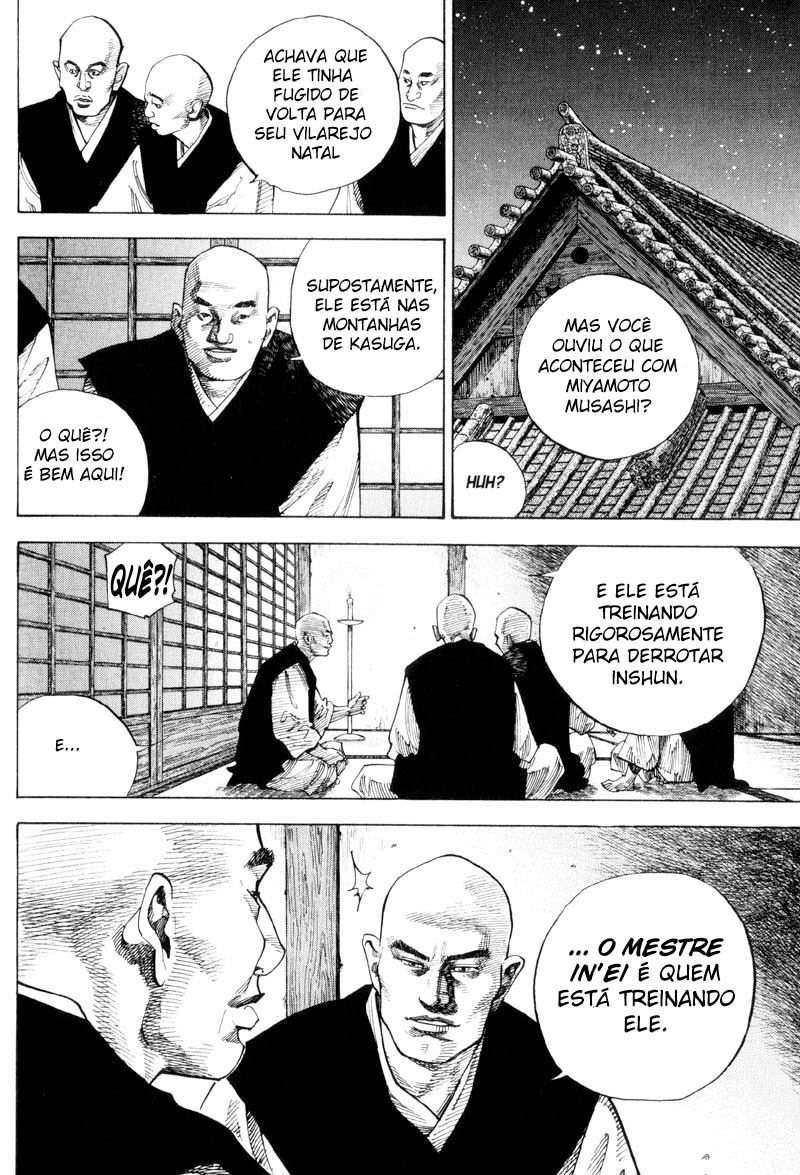 MAS VOCÊ
OUVIU O QUE
ACONTECEU COM
MIYAMOTO
MUSASHI?
HUH?
ACHAVA QUE
ELE TINHA
FUGIDO DE
VOLTA PARA
SEU VILAREJO
NATAL
SUPOSTAMENTE,
ELE ESTÁ NAS
MONTANHAS
DE KASUGA.
O QUÊ?!
MAS ISSO
É BEM AQUI!
E ELE ESTÁ
TREINANDO
RIGOROSAMENTE
PARA DERROTAR
INSHUN.
QUÊ?!
E...
... O MESTRE
IN'EI É QUEM
ESTÁ TREINANDO
ELE.